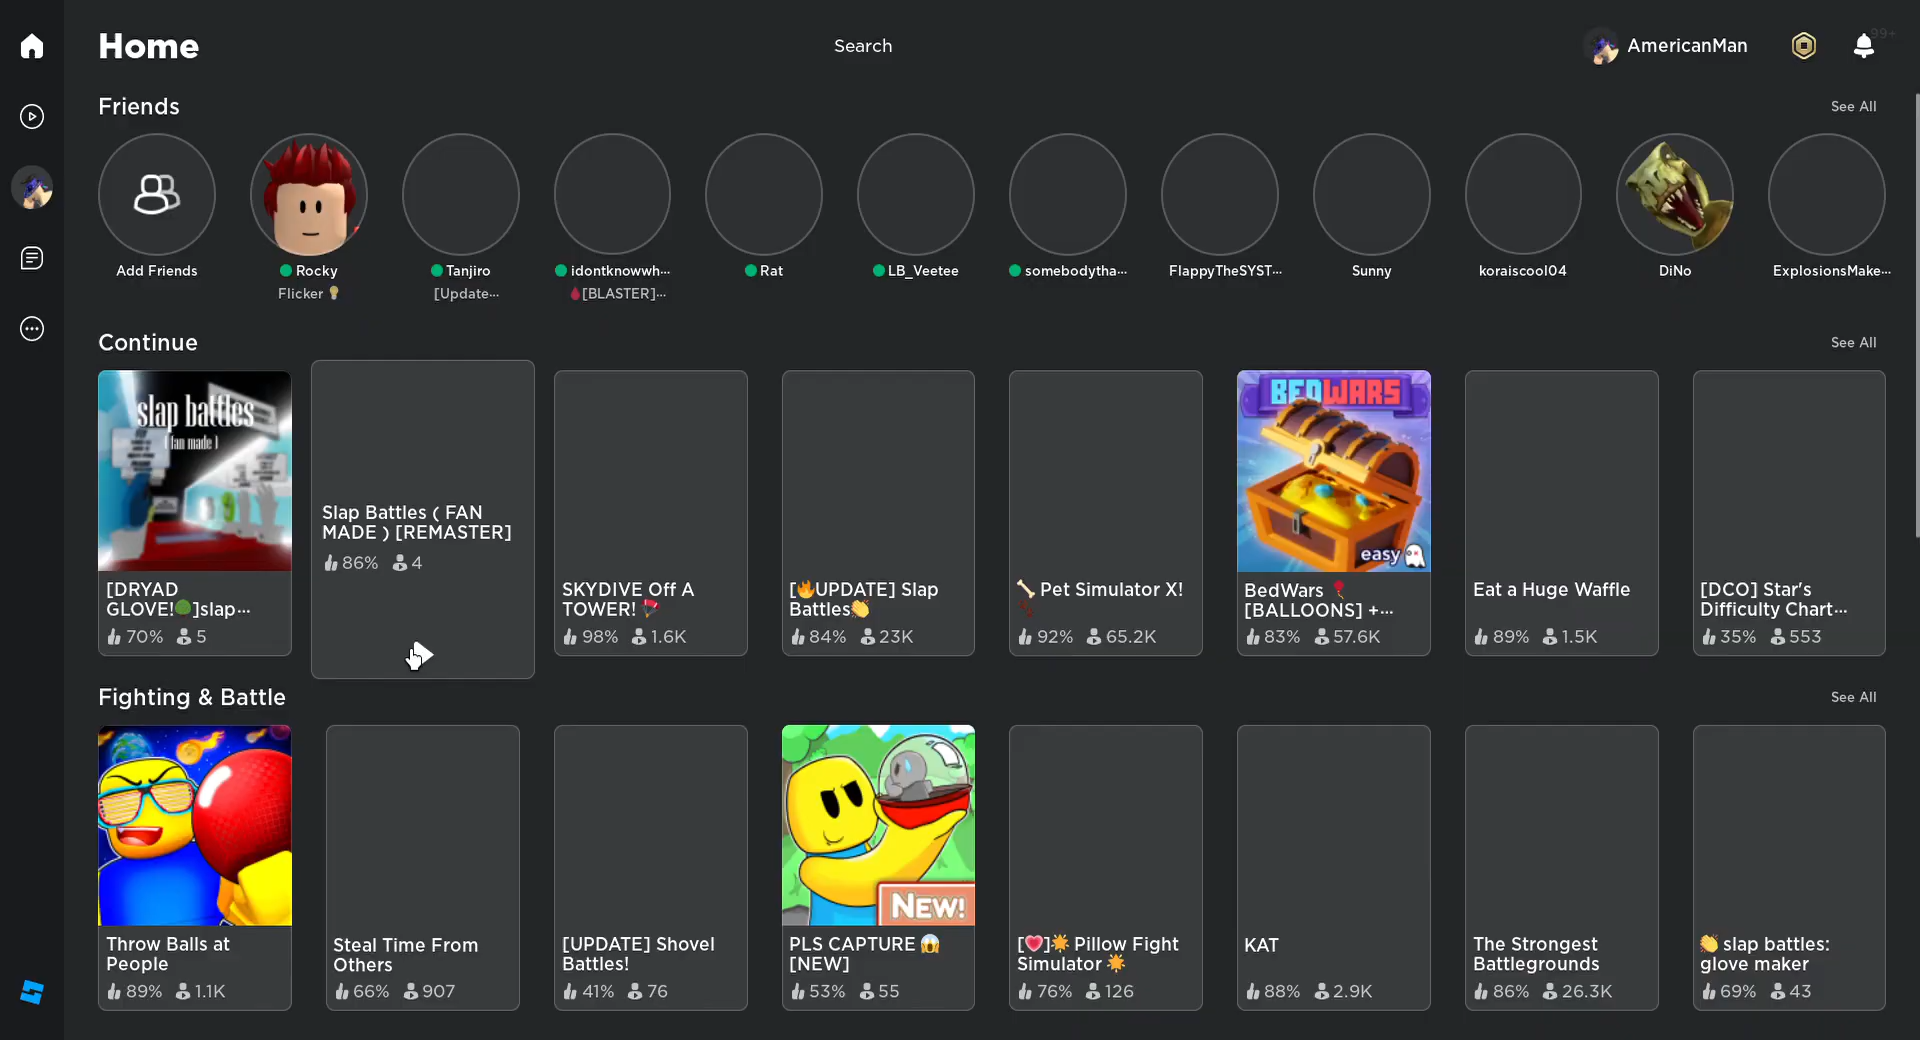 Home
Search
AmericanMan
99+
Friends
See All
Add Friends
Rocky
Flicker
Tanjiro
[Update...
idontknowwh...
[BLASTER]...
Rat
LB_Veetee
somebodytha...
FlappyTheSYST...
Sunny
koraiscool04
DiNo
ExplosionsMake...
Continue
See All
slap battles
(fan made)
[DRYAD
GLOVE!🟢]slap...
70% 5
Slap Battles ( FAN
MADE ) [REMASTER]
86% 4
SKYDIVE Off A
TOWER! 🪂
98% 1.6K
[🔥UPDATE] Slap
Battles👏
84% 23K
🦴 Pet Simulator X!
92% 65.2K
BEDWARS
easy
BedWars 🎈
[BALLOONS] +...
83% 57.6K
Eat a Huge Waffle
89% 1.5K
[DCO] Star's
Difficulty Chart...
35% 553
Fighting & Battle
See All
Throw Balls at
People
89% 1.1K
Steal Time From
Others
66% 907
[UPDATE] Shovel
Battles!
41% 76
NEW!
PLS CAPTURE 😱
[NEW]
53% 55
[💗]🌟 Pillow Fight
Simulator 🌟
76% 126
KAT
88% 2.9K
The Strongest
Battlegrounds
86% 26.3K
👏 slap battles:
glove maker
69% 43